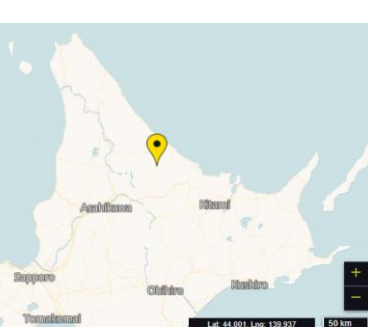 Asahikawa
Kitami
Sapporo
Obihiro
Kushiro
Tomakomai
+
−
Lat: 44.001, Lng: 139.937
50 km